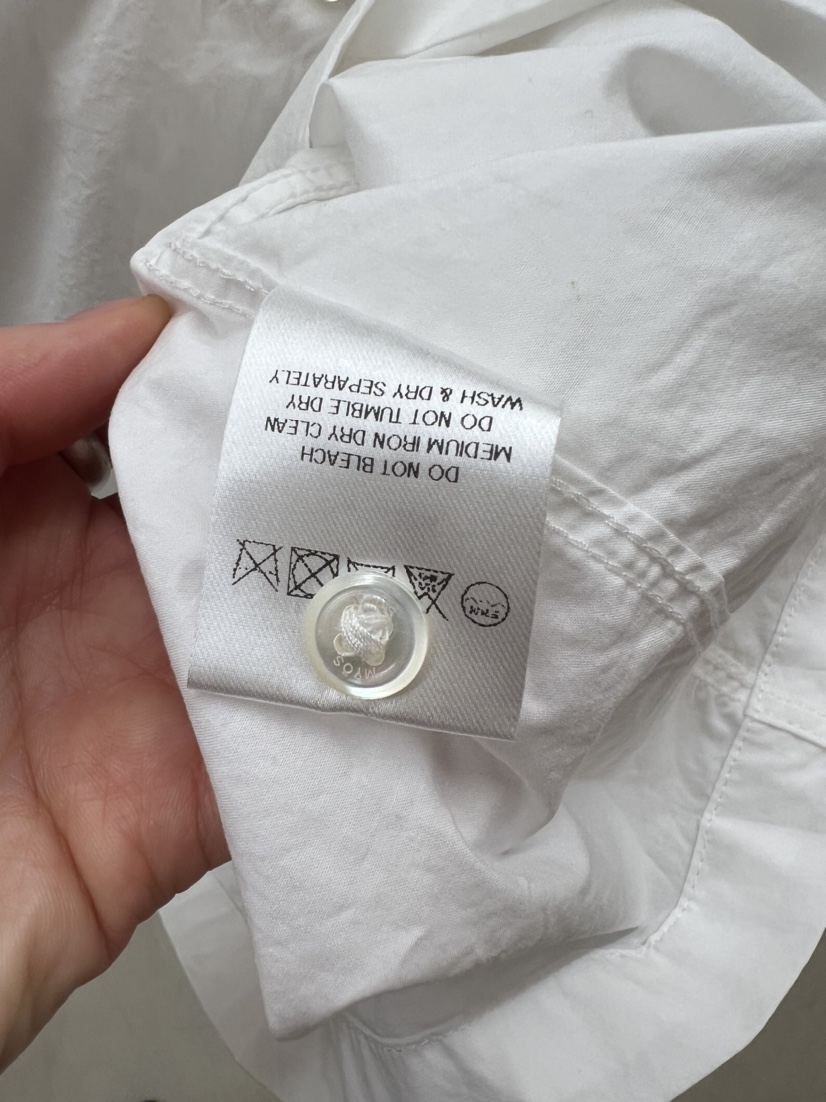 DO NOT BLEACH
MEDIUM IRON DRY CLEAN
DO NOT TUMBLE DRY
WASH & DRY SEPARATELY